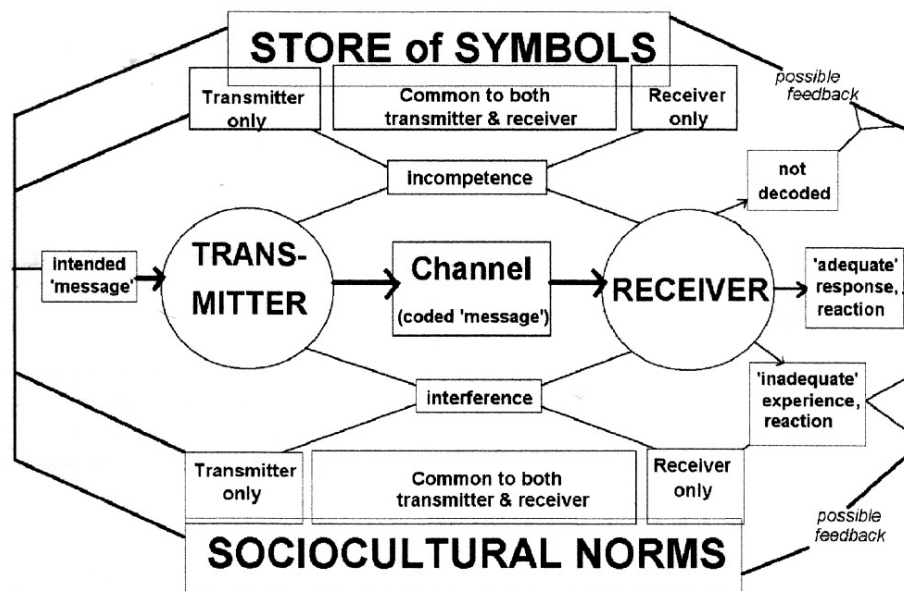 STORE of SYMBOLS
possible
feedback
Transmitter
only
Common to both
transmitter & receiver
Receiver
only
incompetence
not
decoded
intended
'message'
TRANS-
MITTER
Channel
(coded 'message')
RECEIVER
'adequate'
response,
reaction
interference
'inadequate'
experience,
reaction
Transmitter
only
Common to both
transmitter & receiver
Receiver
only
possible
feedback
SOCIOCULTURAL NORMS